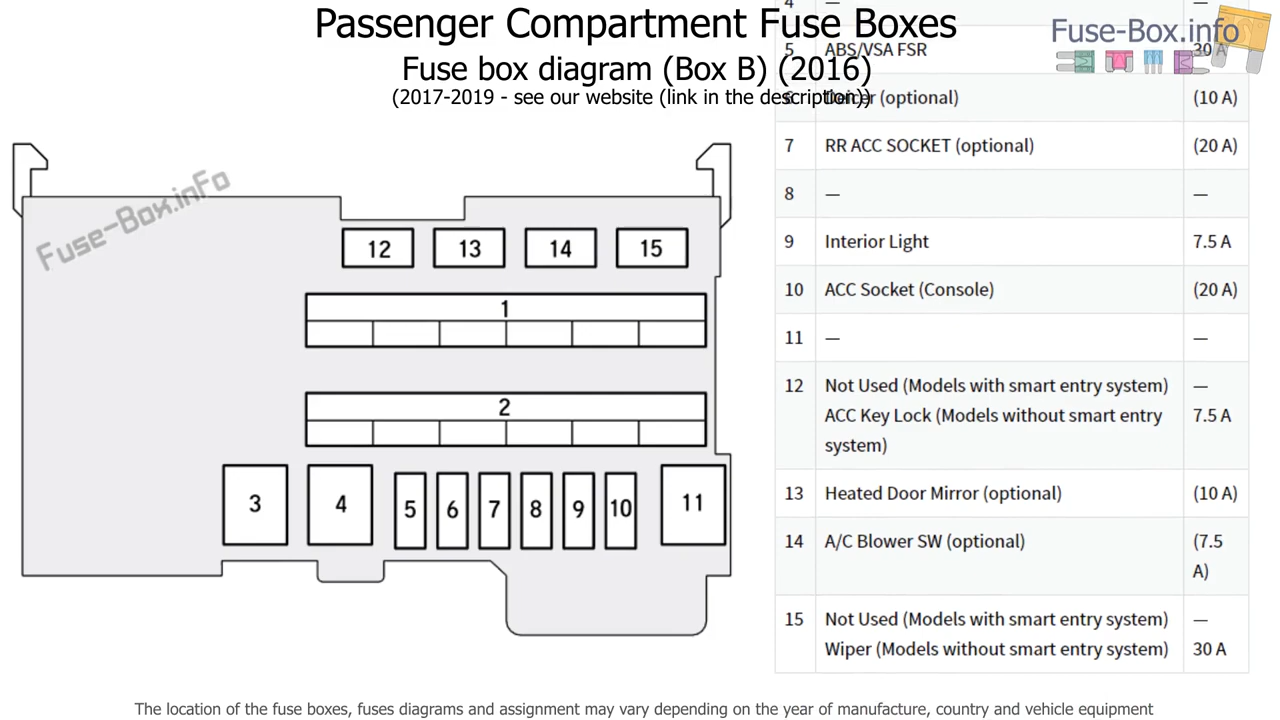 Passenger Compartment Fuse Boxes
Fuse box diagram (Box B) (2016)
(2017-2019 - see our website (link in the description))
Fuse-Box.info
Fuse-Box.info
12 13 14 15
1
2
3 4 5 6 7 8 9 10 11
4 — —
5 ABS/VSA FSR 30 A
6 (optional) (10 A)
7 RR ACC SOCKET (optional) (20 A)
8 — —
9 Interior Light 7.5 A
10 ACC Socket (Console) (20 A)
11 — —
12 Not Used (Models with smart entry system) —
ACC Key Lock (Models without smart entry 7.5 A
system)
13 Heated Door Mirror (optional) (10 A)
14 A/C Blower SW (optional) (7.5
A)
15 Not Used (Models with smart entry system) —
Wiper (Models without smart entry system) 30 A
The location of the fuse boxes, fuses diagrams and assignment may vary depending on the year of manufacture, country and vehicle equipment